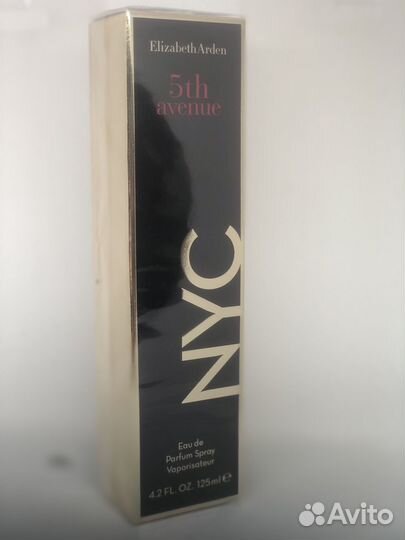 Elizabeth Arden
5th
avenue
NYC
Eau de
Parfum Spray
Vaporisateur
4.2 FL. OZ. 125ml ℮
Avito